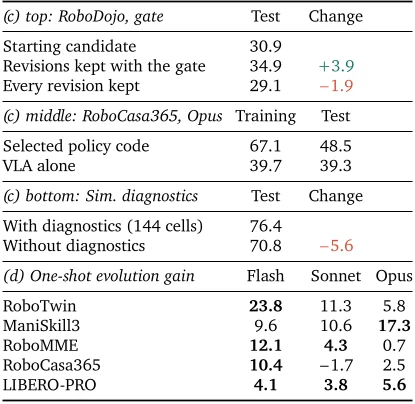 (c) top: RoboDojo, gate Test Change
Starting candidate 30.9
Revisions kept with the gate 34.9 +3.9
Every revision kept 29.1 −1.9
(c) middle: RoboCasa365, Opus Training Test
Selected policy code 67.1 48.5
VLA alone 39.7 39.3
(c) bottom: Sim. diagnostics Test Change
With diagnostics (144 cells) 76.4
Without diagnostics 70.8 −5.6
(d) One-shot evolution gain Flash Sonnet Opus
RoboTwin 23.8 11.3 5.8
ManiSkill3 9.6 10.6 17.3
RoboMME 12.1 4.3 0.7
RoboCasa365 10.4 −1.7 2.5
LIBERO-PRO 4.1 3.8 5.6